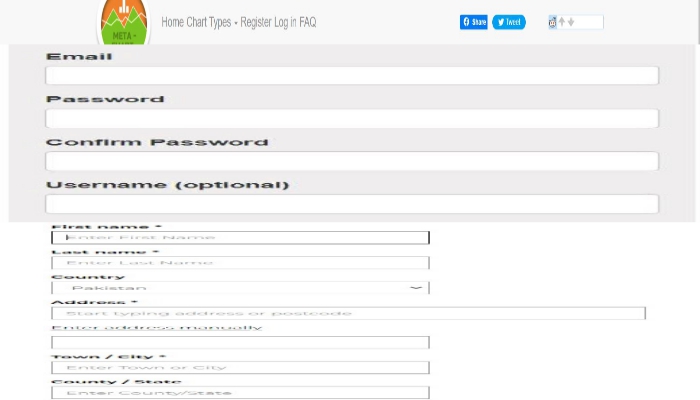 META -
Home Chart Types Register Log in FAQ
Share
Tweet
Email
Password
Confirm Password
Username (optional)
First name *
Enter First Name
Last name *
Enter Last Name
Country
Pakistan
Address *
Start typing address or postcode
Enter address manually
Town / City *
Enter Town or City
County / State
Enter County/State